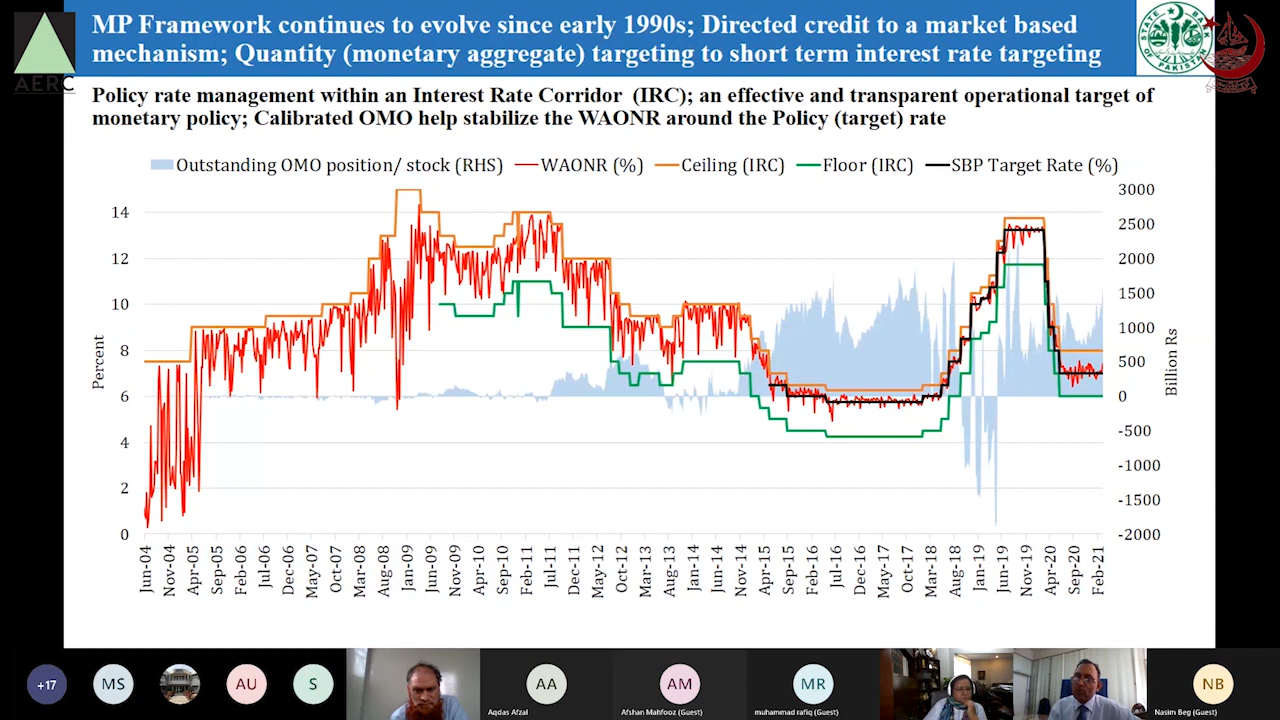 MP Framework continues to evolve since early 1990s; Directed credit to a market based
mechanism; Quantity (monetary aggregate) targeting to short term interest rate targeting
AERC
STATE BANK OF PAKISTAN
Policy rate management within an Interest Rate Corridor (IRC); an effective and transparent operational target of
monetary policy; Calibrated OMO help stabilize the WAONR around the Policy (target) rate
Outstanding OMO position/ stock (RHS) WAONR (%) Ceiling (IRC) Floor (IRC) SBP Target Rate (%)
Percent
14
12
10
8
6
4
2
0
3000
2500
2000
1500
1000
500
0
-500
-1000
-1500
-2000
Billion Rs
Jun-04 Nov-04 Apr-05 Sep-05 Feb-06 Jul-06 Dec-06 May-07 Oct-07 Mar-08 Aug-08 Jan-09 Jun-09 Nov-09 Apr-10 Sep-10 Feb-11 Jul-11 Dec-11 May-12 Oct-12 Mar-13 Aug-13 Jan-14 Jun-14 Nov-14 Apr-15 Sep-15 Feb-16 Jul-16 Dec-16 May-17 Oct-17 Mar-18 Aug-18 Jan-19 Jun-19 Nov-19 Apr-20 Sep-20 Feb-21
+17 MS AU S AA AM MR NB
Aqdas Afzal Afshan Mahfooz (Guest) muhammad rafiq (Guest) Nasim Beg (Guest)